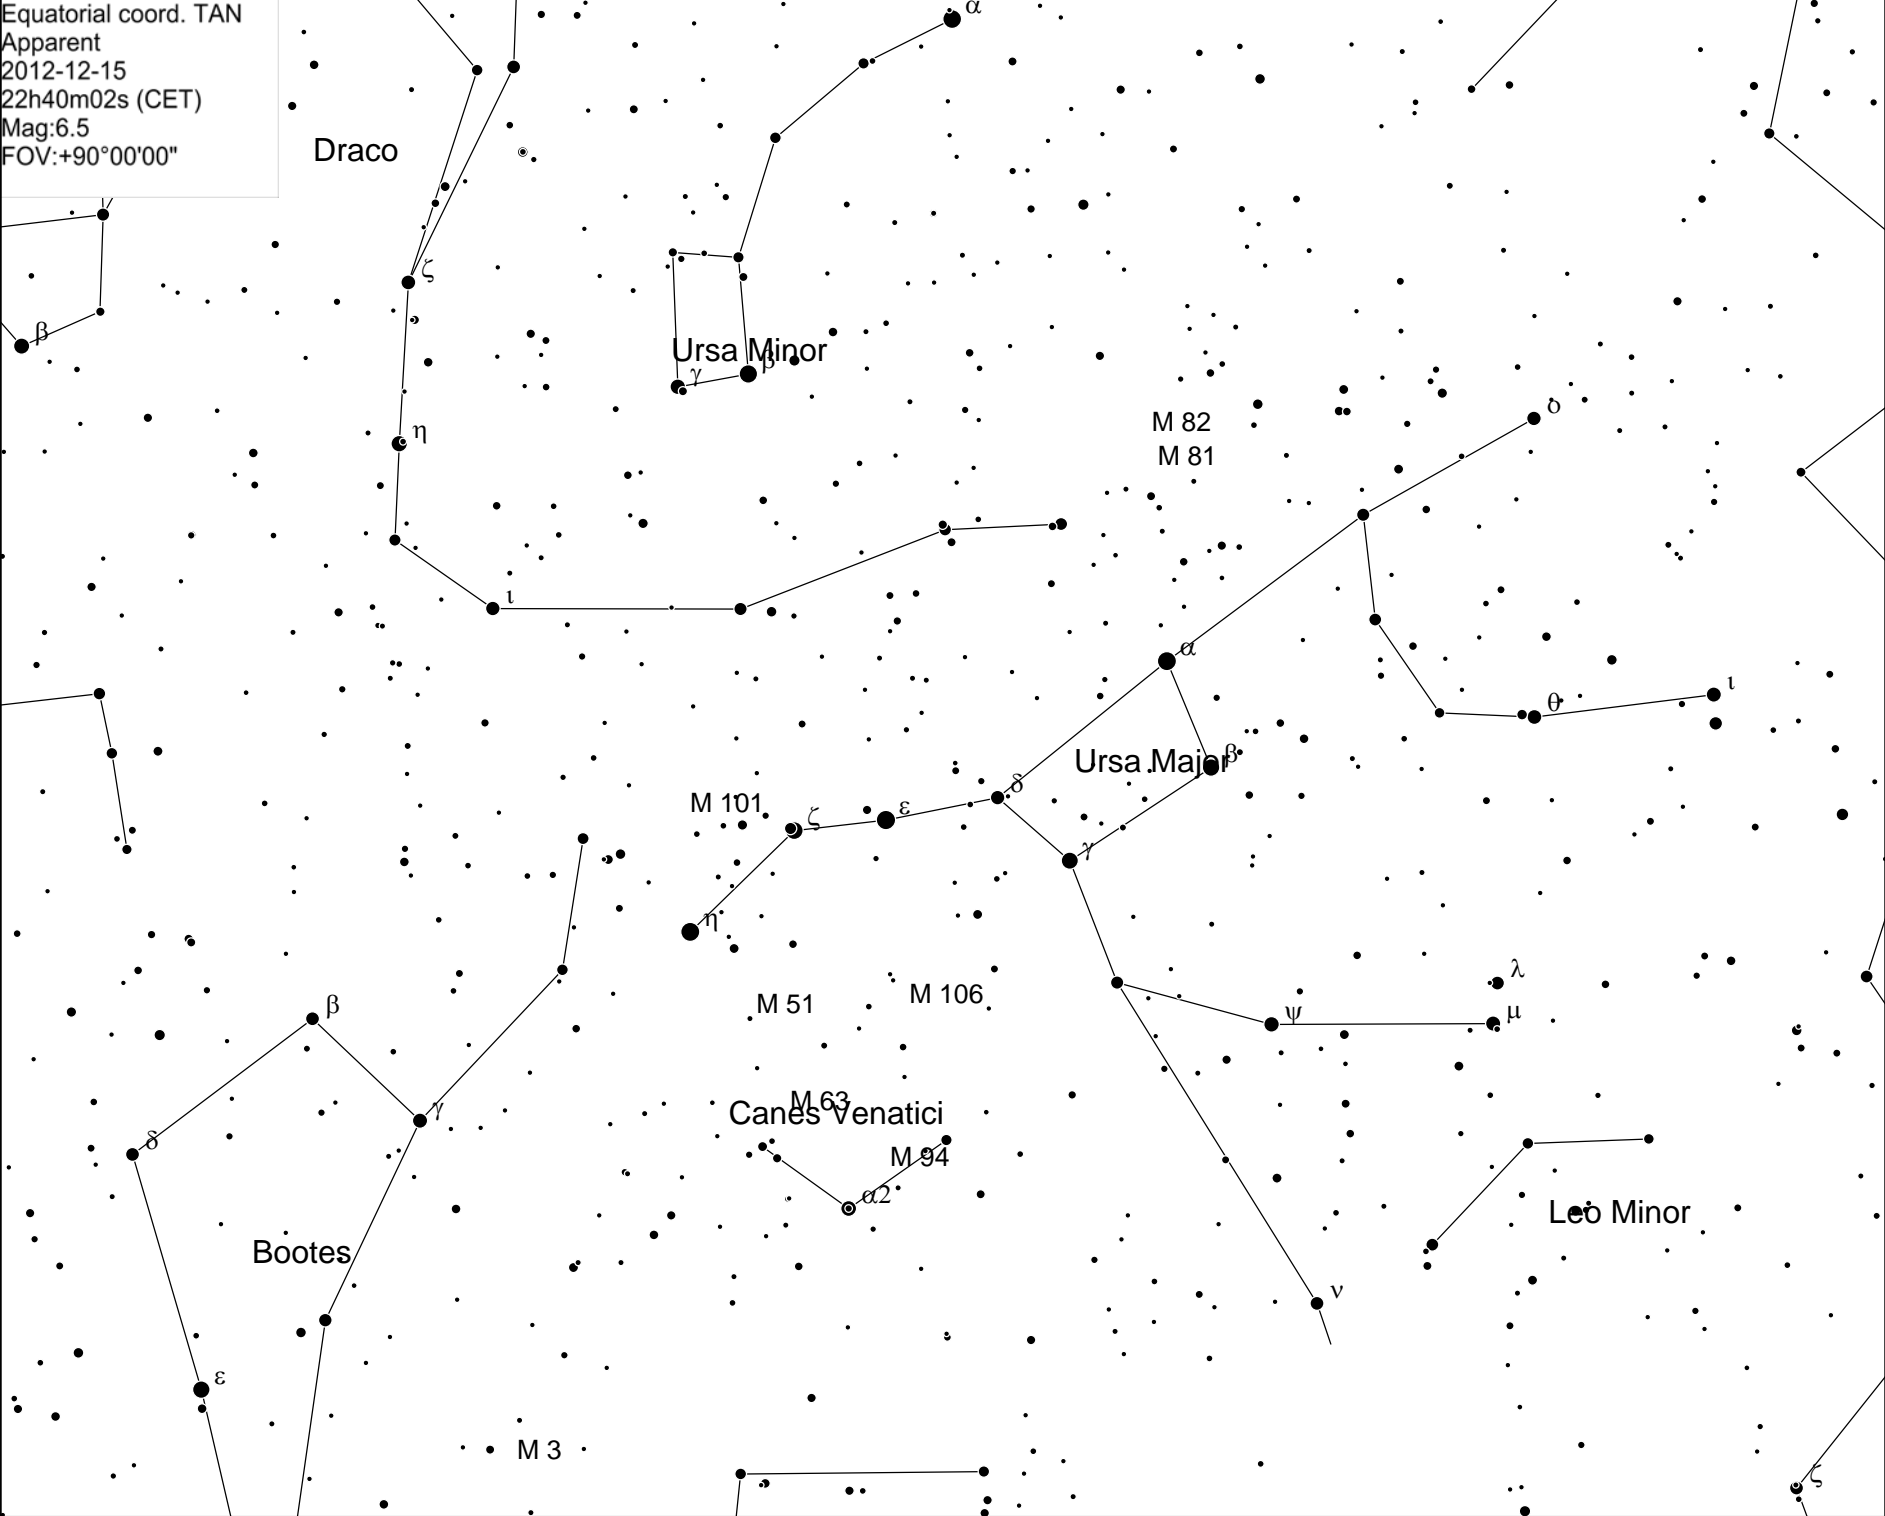 Equatorial coord. TAN
Apparent
2012-12-15
22h40m02s (CET)
Mag:6.5
FOV:+90°00'00"
α
Draco
ζ
β
Ursa Minor
β
γ
η
M 82
ο
M 81
ι
α
ι
θ
Ursa Major
β
δ
M 101
ζ
ε
γ
η
λ
M 51
M 106
β
ψ
μ
M 63
Canes Venatici
γ
δ
M 94
α2
Leo Minor
Bootes
ν
ε
M 3
ζ